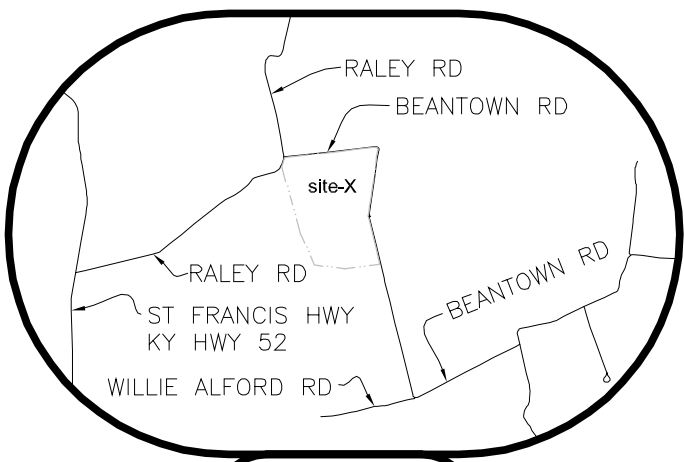 RALEY RD
BEANTOWN RD
site-X
BEANTOWN RD
RALEY RD
ST FRANCIS HWY
KY HWY 52
WILLIE ALFORD RD